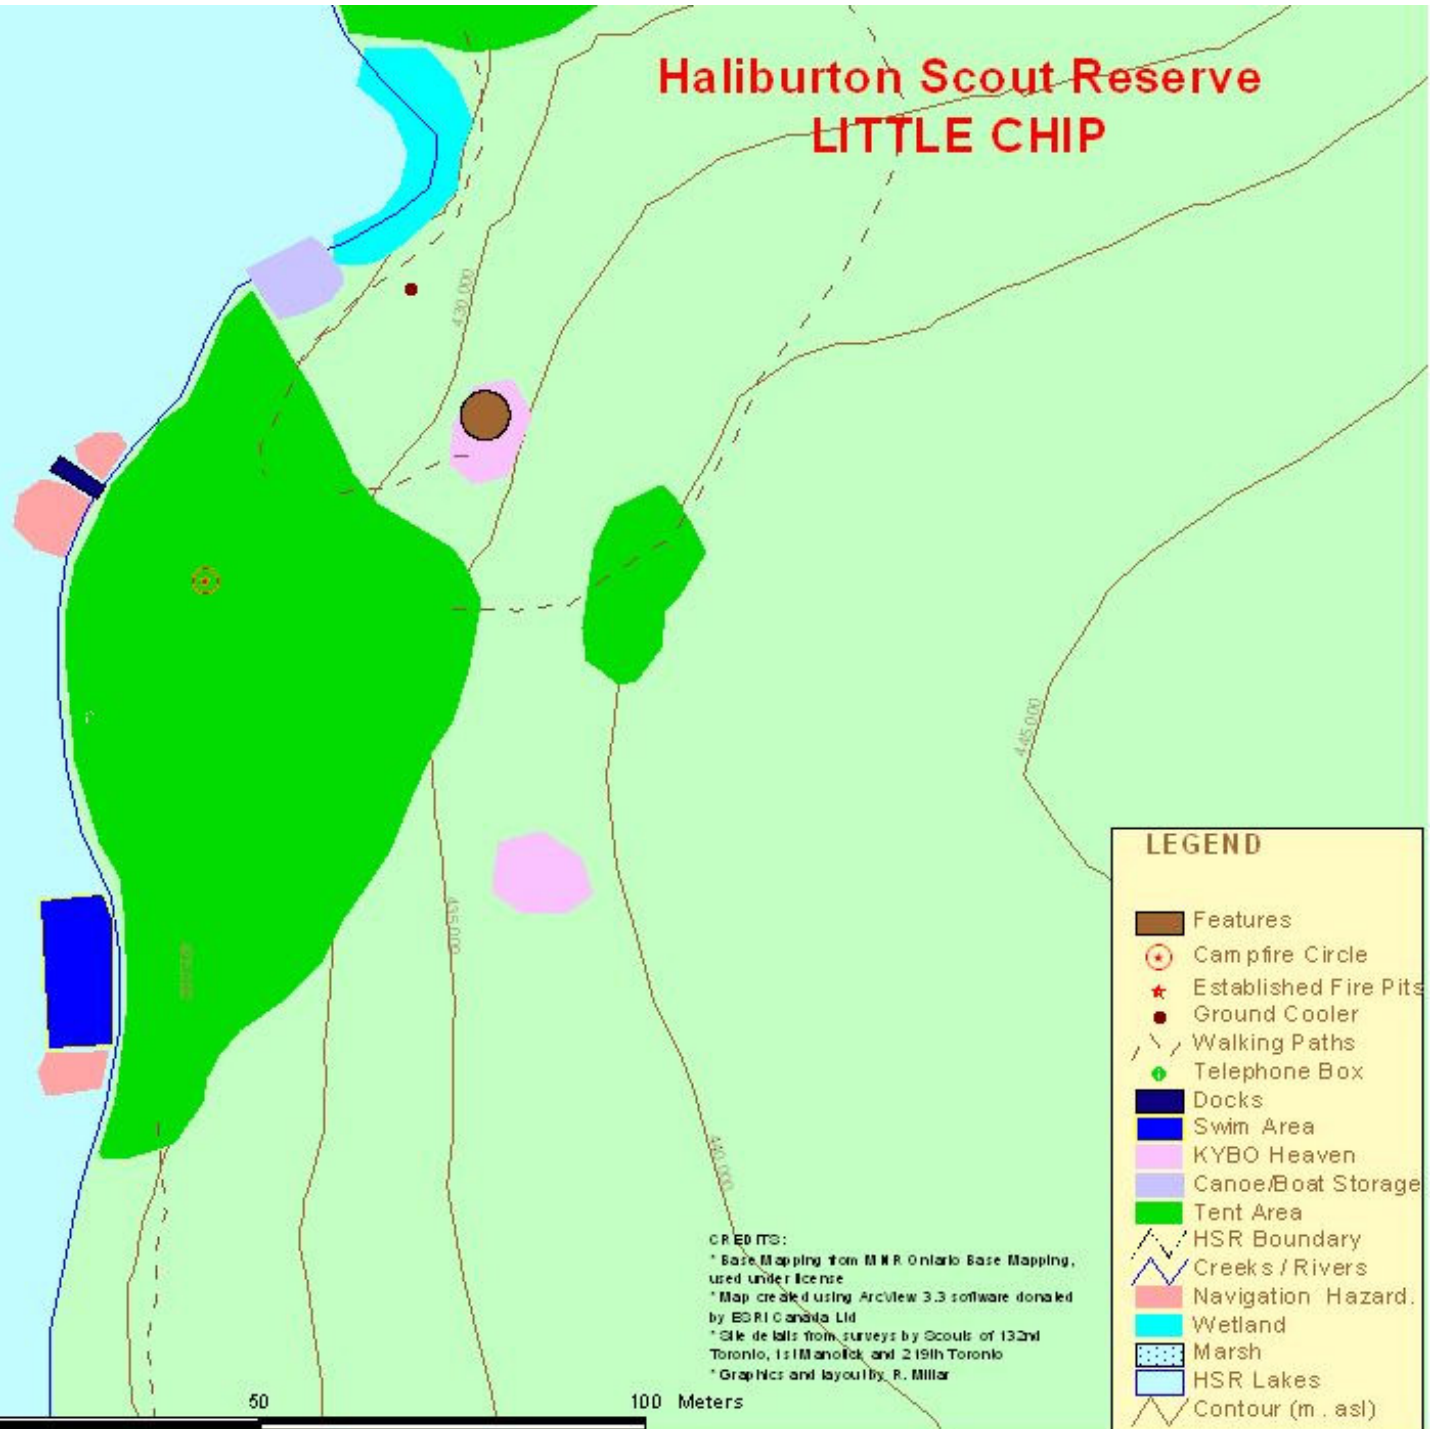 Haliburton Scout Reserve
LITTLE CHIP
430.000
445.000
435.000
440.000
LEGEND
Features
Campfire Circle
Established Fire Pits
Ground Cooler
Walking Paths
Telephone Box
Docks
Swim Area
KYBO Heaven
Canoe/Boat Storage
Tent Area
HSR Boundary
Creeks / Rivers
Navigation Hazard.
Wetland
Marsh
HSR Lakes
Contour (m. asl)
CREDITS:
* Base Mapping from MNR Ontario Base Mapping,
used under license
* Map created using ArcView 3.3 software donated
by ESRI Canada Ltd
* Site details from surveys by Scouts of 132nd
Toronto, 1st Manotick and 219th Toronto
* Graphics and layout by R. Millar
50 100 Meters